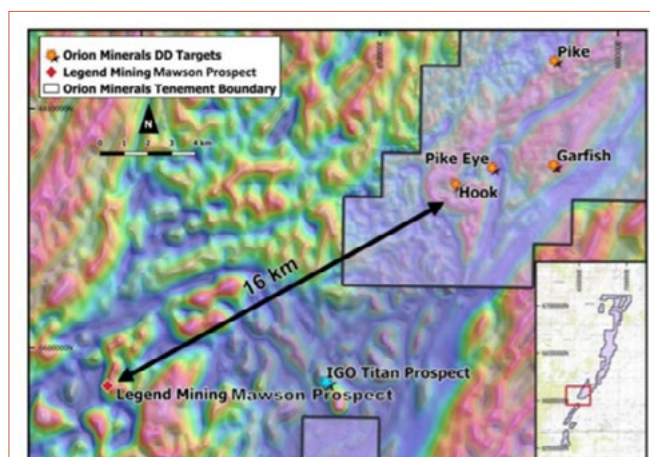 Orion Minerals DD Targets
Legend Mining Mawson Prospect
Orion Minerals Tenement Boundary
N
0 1 2 3 4 km
Pike
Pike Eye
Garfish
Hook
16 km
IGO Titan Prospect
Legend Mining Mawson Prospect